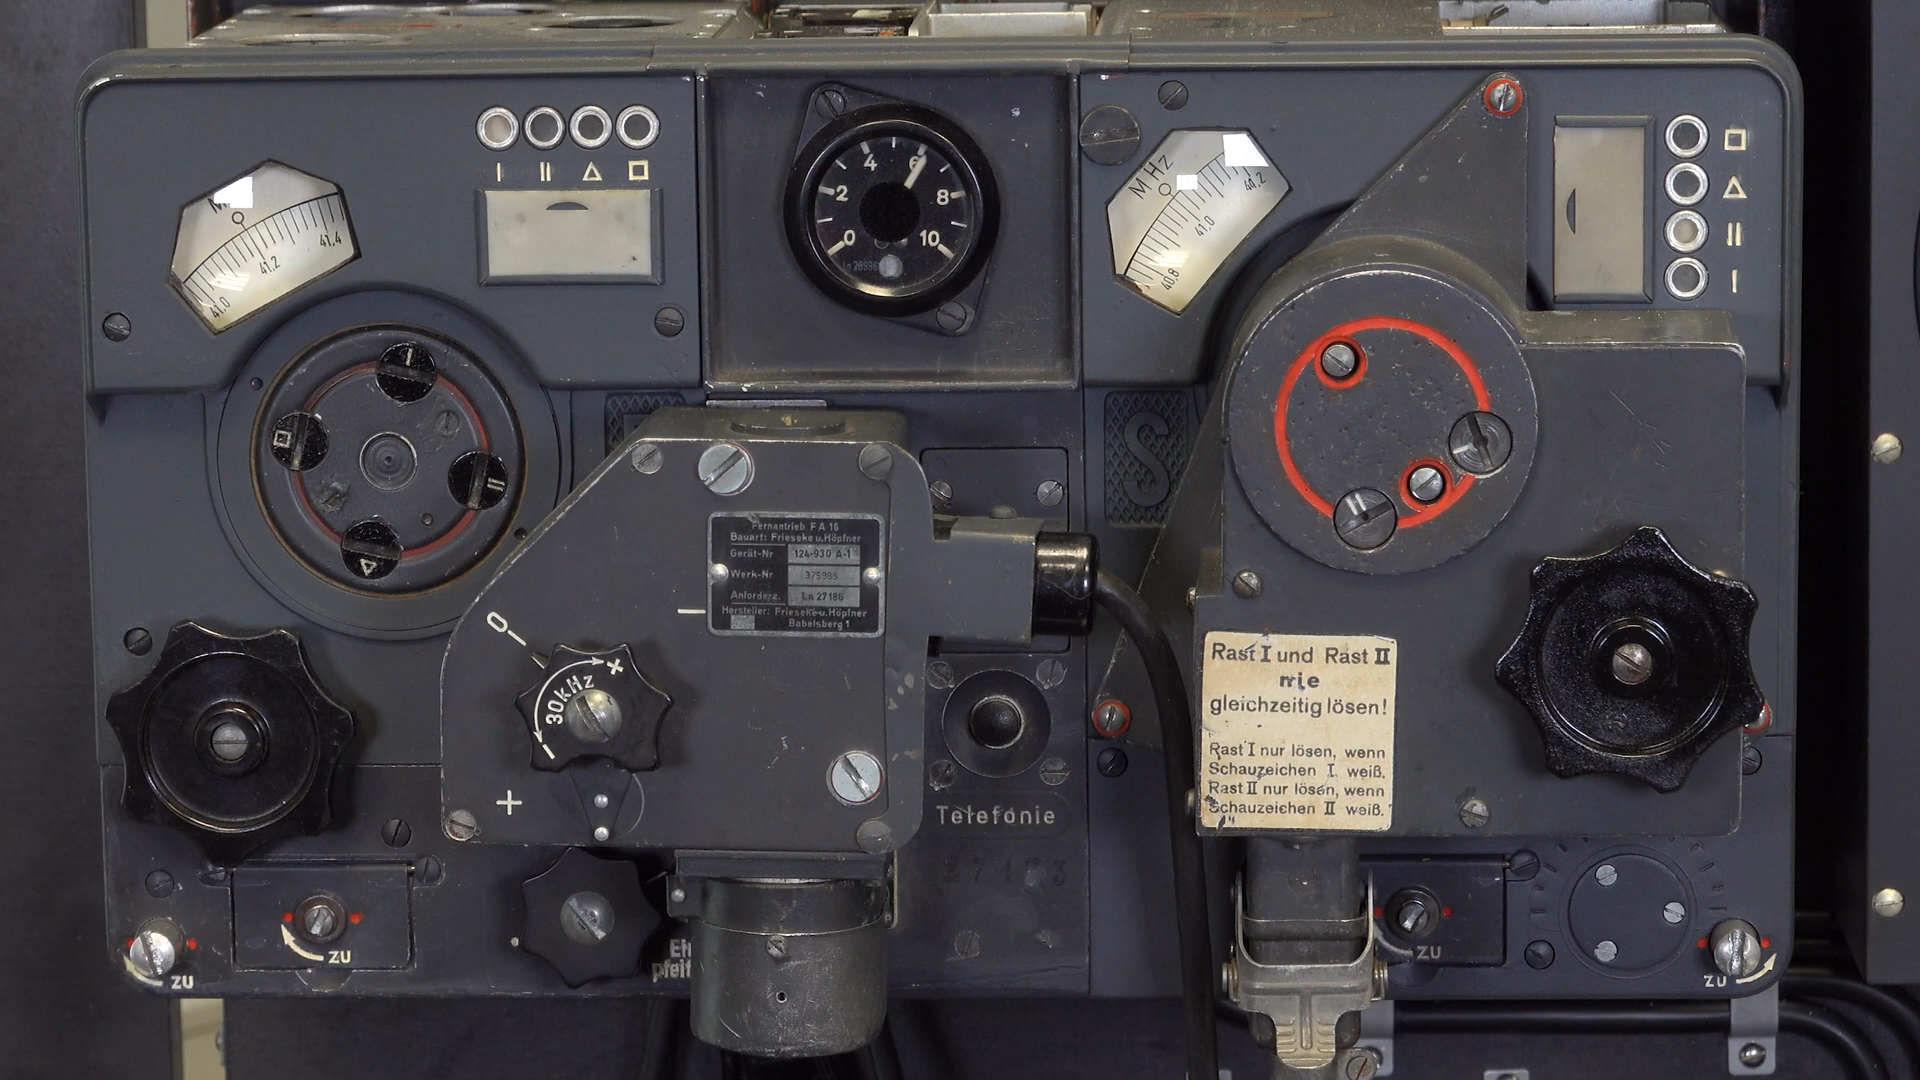 I II △ □
41,0 41,2 41,4
0 2 4 6 8 10
MHz
40,8 41,0 41,2
□
△
II
I
I
□
II
△
S
I
II
Fernantrieb FA 16
Bauart: Frieseke u. Höpfner
Gerät-Nr 124-930 A-1
Werk-Nr 375988
Anforderz. Ln 27186
Hersteller: Frieseke u. Höpfner
Babelsberg 1
0
−
+
− 30kHz +
Rast I und Rast II
nie
gleichzeitig lösen!
Rast I nur lösen, wenn
Schauzeichen I weiß.
Rast II nur lösen, wenn
Schauzeichen II weiß.
Telefonie
ZU
ZU
ZU
ZU